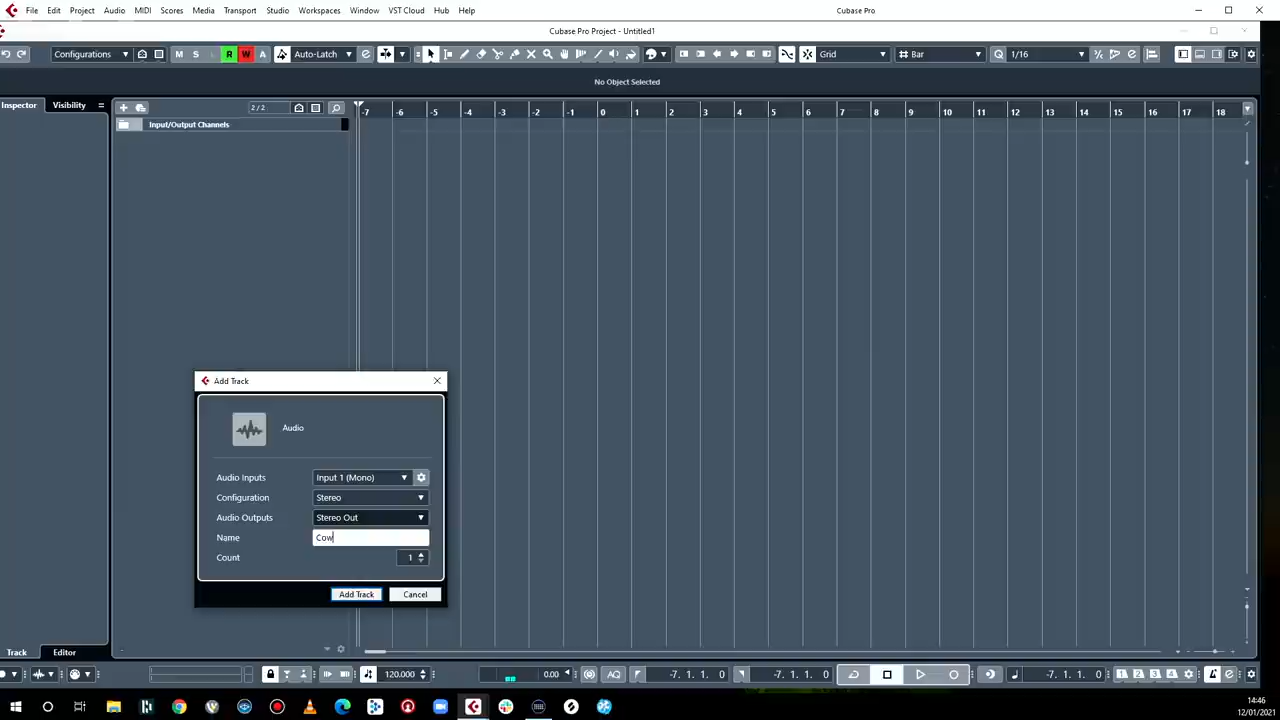 File Edit Project Audio MIDI Scores Media Transport Studio Workspaces Window VST Cloud Hub Help Cubase Pro
Cubase Pro Project - Untitled1
Configurations M S L R W A Auto-Latch Grid Bar 1/16
No Object Selected
Inspector Visibility 2 / 2 -7 -6 -5 -4 -3 -2 -1 0 1 2 3 4 5 6 7 8 9 10 11 12 13 14 15 16 17 18
Input/Output Channels
Add Track
Audio
Audio Inputs Input 1 (Mono)
Configuration Stereo
Audio Outputs Stereo Out
Name Cow
Count 1
Add Track Cancel
Track Editor
120.000 0.00 AQ -7. 1. 1. 0 -7. 1. 1. 0 -7. 1. 1. 0 1 2 3 4
14:46
12/01/2021